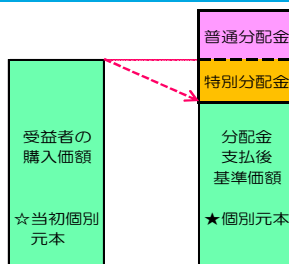 普通分配金
特別分配金
受益者の
購入価額
☆当初個別
元本
分配金
支払後
基準価額
★個別元本